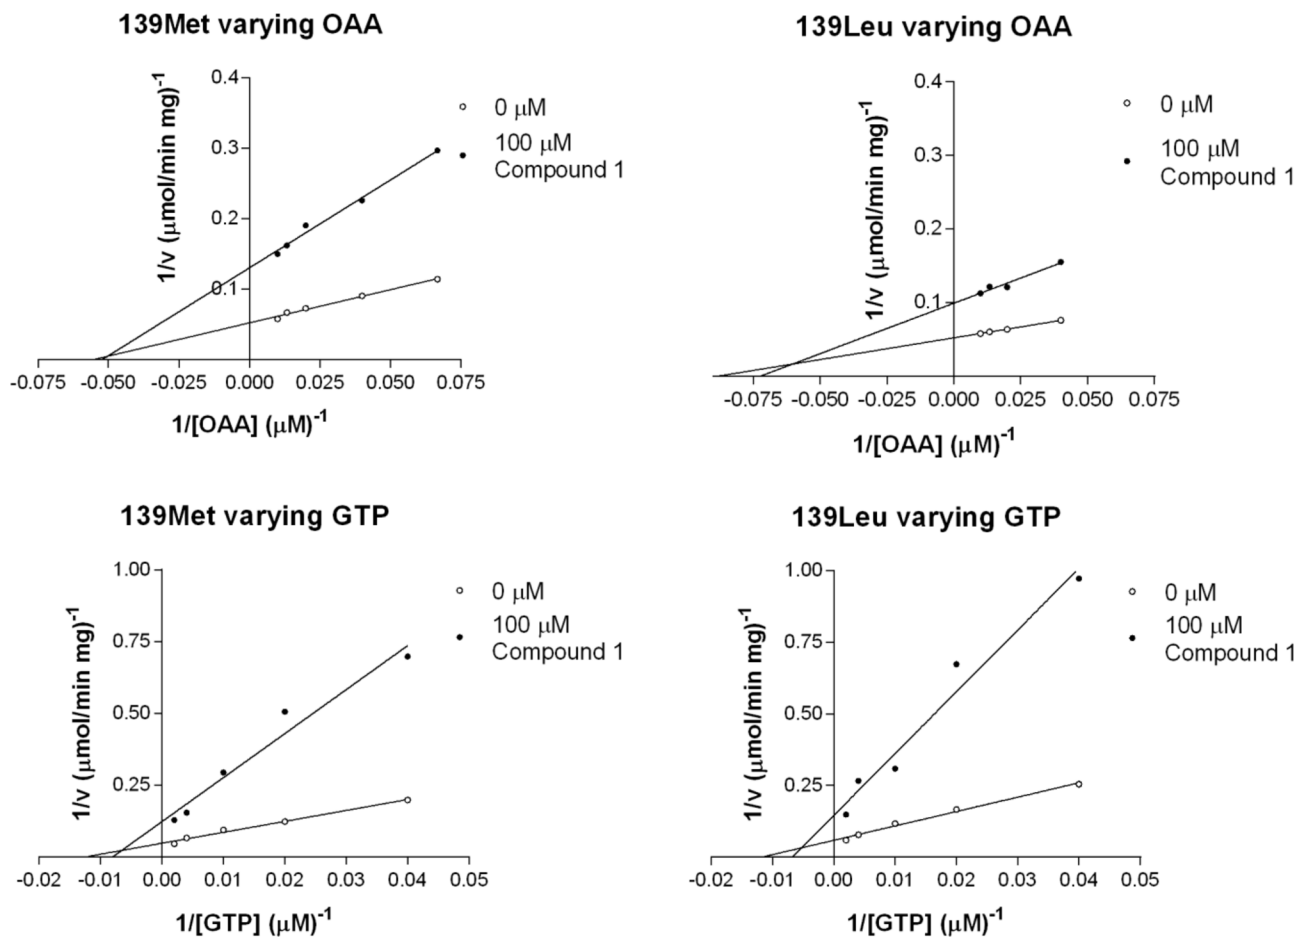 139Met varying OAA
1/v (μmol/min mg)-1
0.4
0.3
0.2
0.1
-0.075 -0.050 -0.025 0.000 0.025 0.050 0.075
1/[OAA] (μM)-1
0 μM
100 μM
Compound 1
139Leu varying OAA
1/v (μmol/min mg)-1
0.4
0.3
0.2
0.1
-0.075 -0.050 -0.025 0.000 0.025 0.050 0.075
1/[OAA] (μM)-1
0 μM
100 μM
Compound 1
139Met varying GTP
1/v (μmol/min mg)-1
1.00
0.75
0.50
0.25
-0.02 -0.01 0.00 0.01 0.02 0.03 0.04 0.05
1/[GTP] (μM)-1
0 μM
100 μM
Compound 1
139Leu varying GTP
1/v (μmol/min mg)-1
1.00
0.75
0.50
0.25
-0.02 -0.01 0.00 0.01 0.02 0.03 0.04 0.05
1/[GTP] (μM)-1
0 μM
100 μM
Compound 1